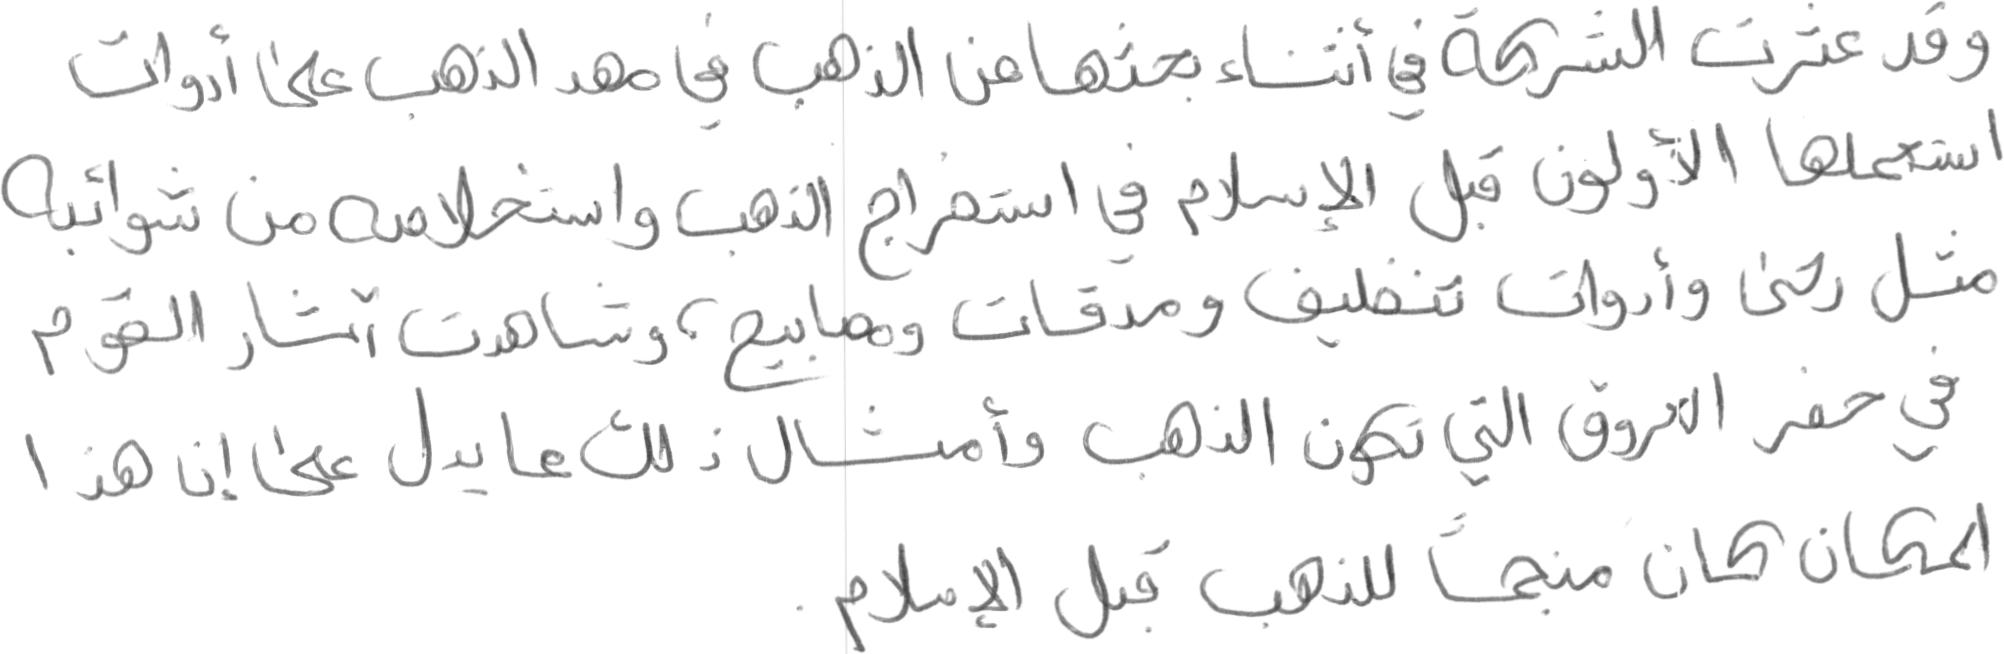 وقد عثرت الشركة في أثناء بحثها عن الذهب في مهد الذهب على أدوات
استعملها الأولون قبل الإسلام في استخراج الذهب واستخلاصه من شوائبه
مثل رحى وأدوات تنظيف ومدقات ومصابيح، وشاهدت آثار القوم
في حفر العروق التي تكون الذهب وأمثال ذلك مما يدل على إن هذا
المكان كان منجماً للذهب قبل الإسلام.